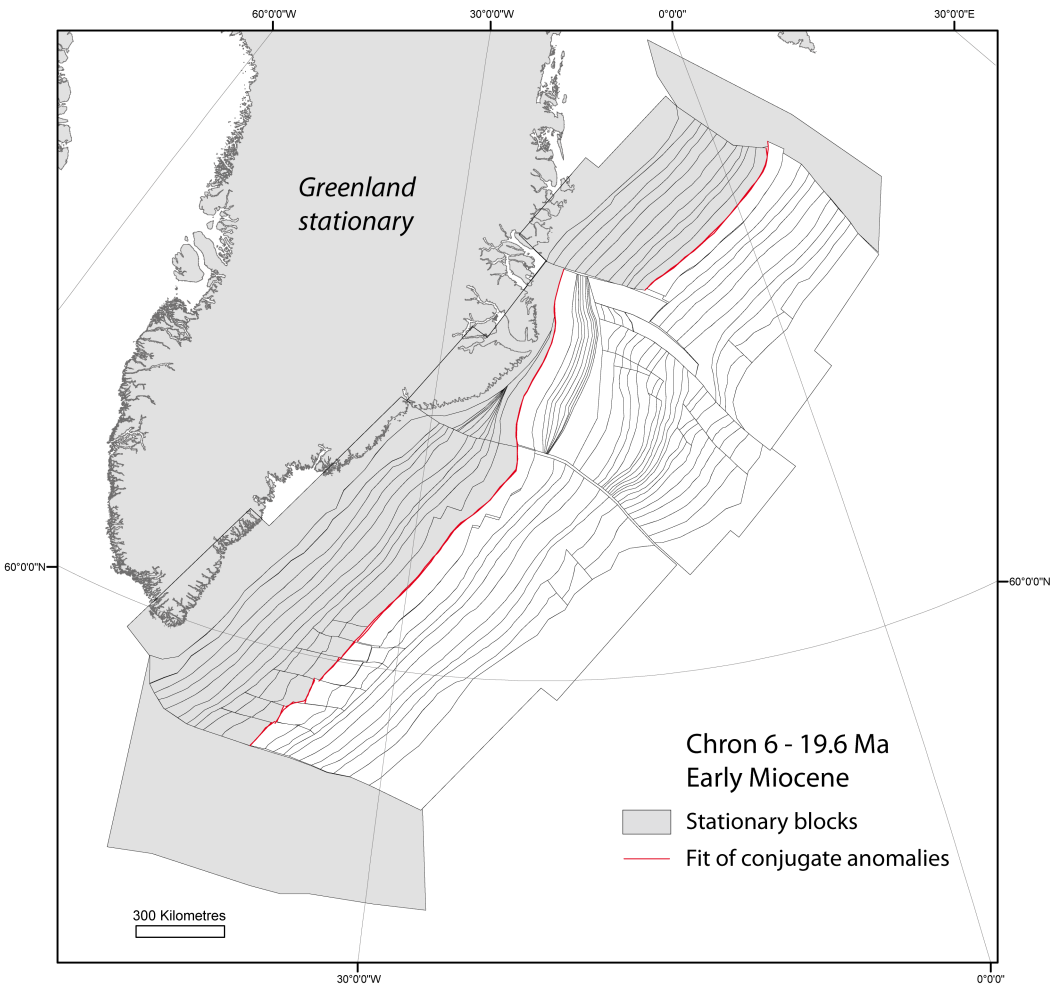 60°0'0"W
30°0'0"W
0°0'0"
30°0'0"E
Greenland
stationary
60°0'0"N
60°0'0"N
Chron 6 - 19.6 Ma
Early Miocene
Stationary blocks
Fit of conjugate anomalies
300 Kilometres
30°0'0"W
0°0'0"